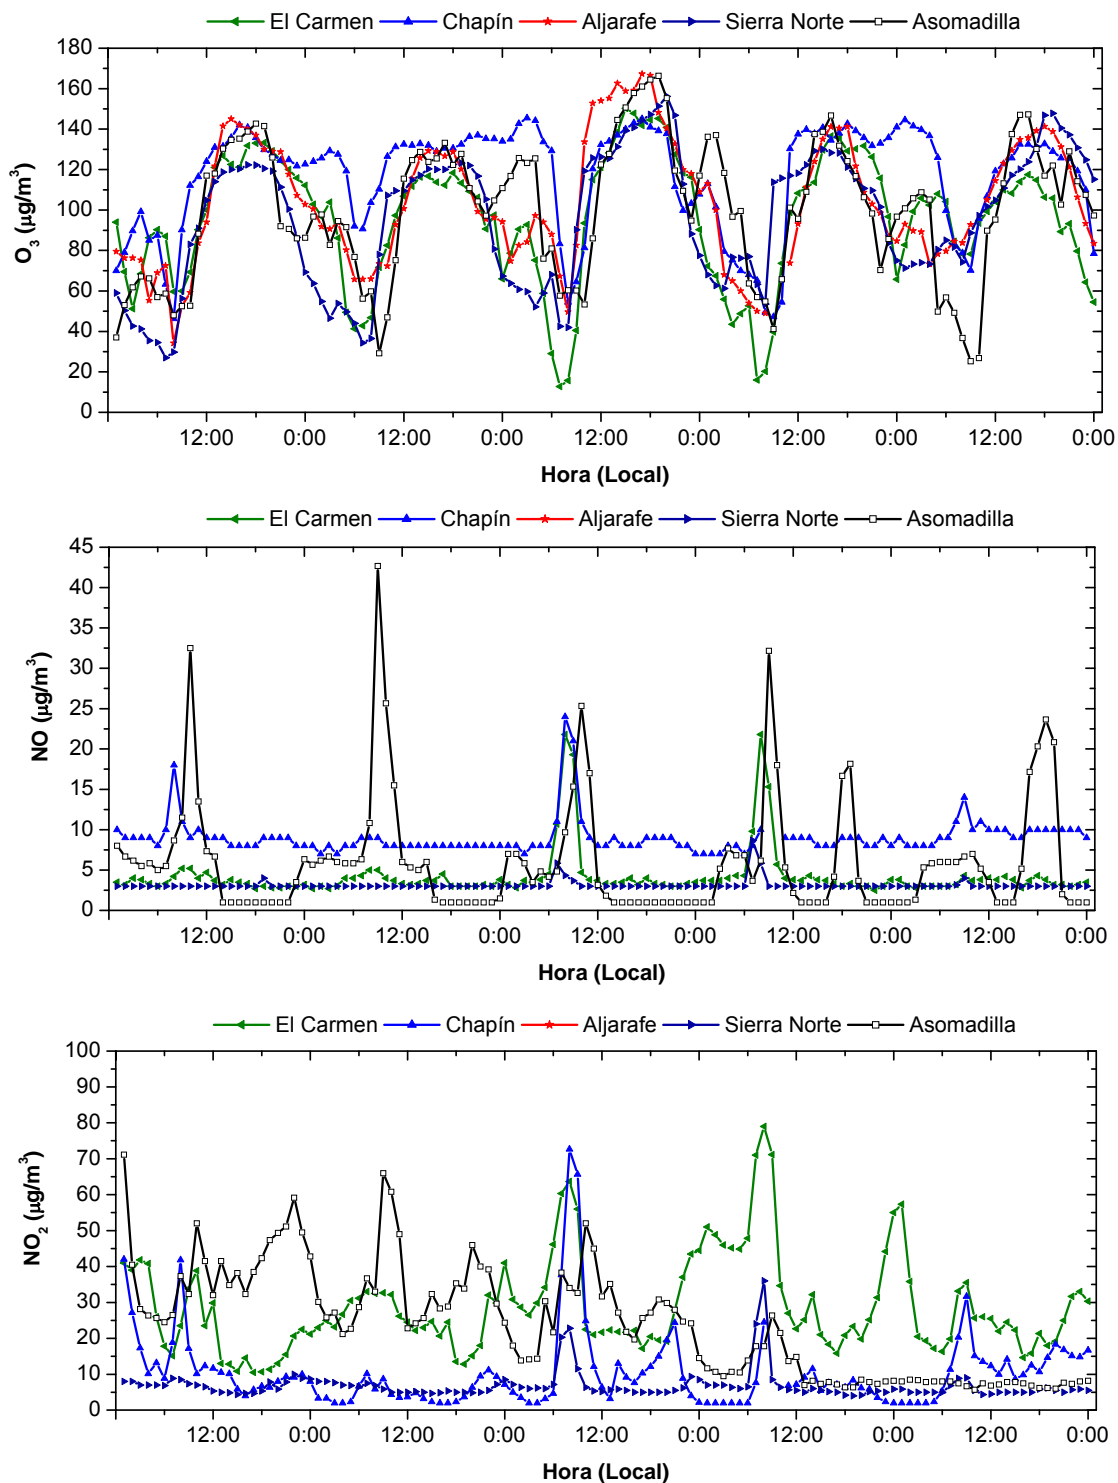 El Carmen Chapín Aljarafe Sierra Norte Asomadilla
180
160
140
120
100
80
60
40
20
0
O3 (µg/m3)
12:00 0:00 12:00 0:00 12:00 0:00 12:00 0:00 12:00 0:00
Hora (Local)
El Carmen Chapín Aljarafe Sierra Norte Asomadilla
45
40
35
30
25
20
15
10
5
0
NO (µg/m3)
12:00 0:00 12:00 0:00 12:00 0:00 12:00 0:00 12:00 0:00
Hora (Local)
El Carmen Chapín Aljarafe Sierra Norte Asomadilla
100
90
80
70
60
50
40
30
20
10
0
NO2 (µg/m3)
12:00 0:00 12:00 0:00 12:00 0:00 12:00 0:00 12:00 0:00
Hora (Local)